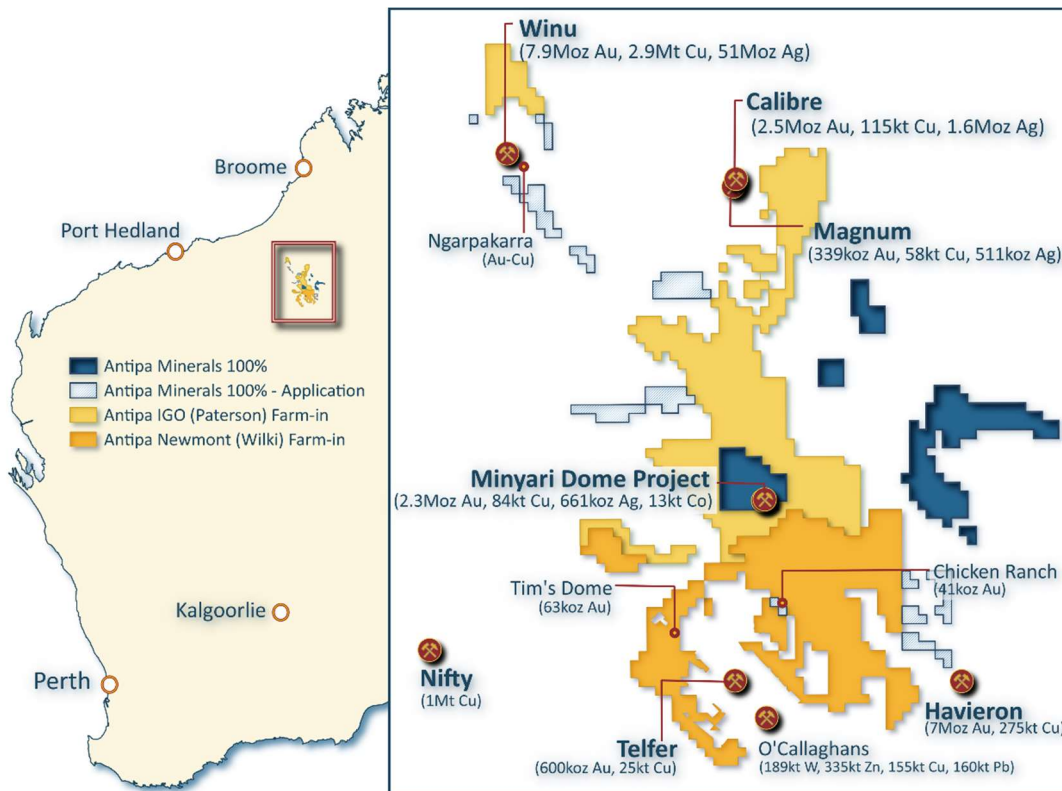 Winu
(7.9Moz Au, 2.9Mt Cu, 51Moz Ag)
Calibre
(2.5Moz Au, 115kt Cu, 1.6Moz Ag)
Broome
Port Hedland
Ngarpakarra
(Au-Cu)
Magnum
(339koz Au, 58kt Cu, 511koz Ag)
Antipa Minerals 100%
Antipa Minerals 100% - Application
Antipa IGO (Paterson) Farm-in
Antipa Newmont (Wilki) Farm-in
Minyari Dome Project
(2.3Moz Au, 84kt Cu, 661koz Ag, 13kt Co)
Tim's Dome
(63koz Au)
Chicken Ranch
(41koz Au)
Kalgoorlie
Perth
Nifty
(1Mt Cu)
Telfer
(600koz Au, 25kt Cu)
O'Callaghans
(189kt W, 335kt Zn, 155kt Cu, 160kt Pb)
Havieron
(7Moz Au, 275kt Cu)